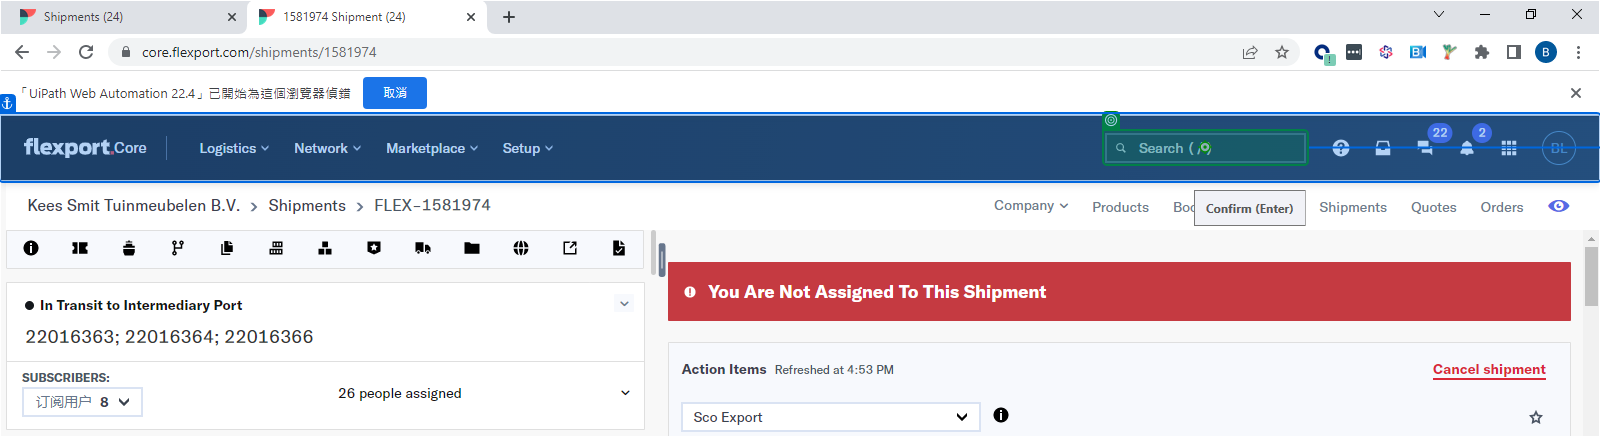 Shipments (24)
1581974 Shipment (24)
core.flexport.com/shipments/1581974
B
「UiPath Web Automation 22.4」已開始為這個瀏覽器偵錯
取消
flexport.Core
Logistics
Network
Marketplace
Setup
Search ( / )
22
2
BL
Kees Smit Tuinmeubelen B.V. > Shipments > FLEX-1581974
Company
Products
Confirm (Enter)
Shipments
Quotes
Orders
You Are Not Assigned To This Shipment
In Transit to Intermediary Port
22016363; 22016364; 22016366
SUBSCRIBERS:
订阅用户 8
26 people assigned
Action Items Refreshed at 4:53 PM
Cancel shipment
Sco Export